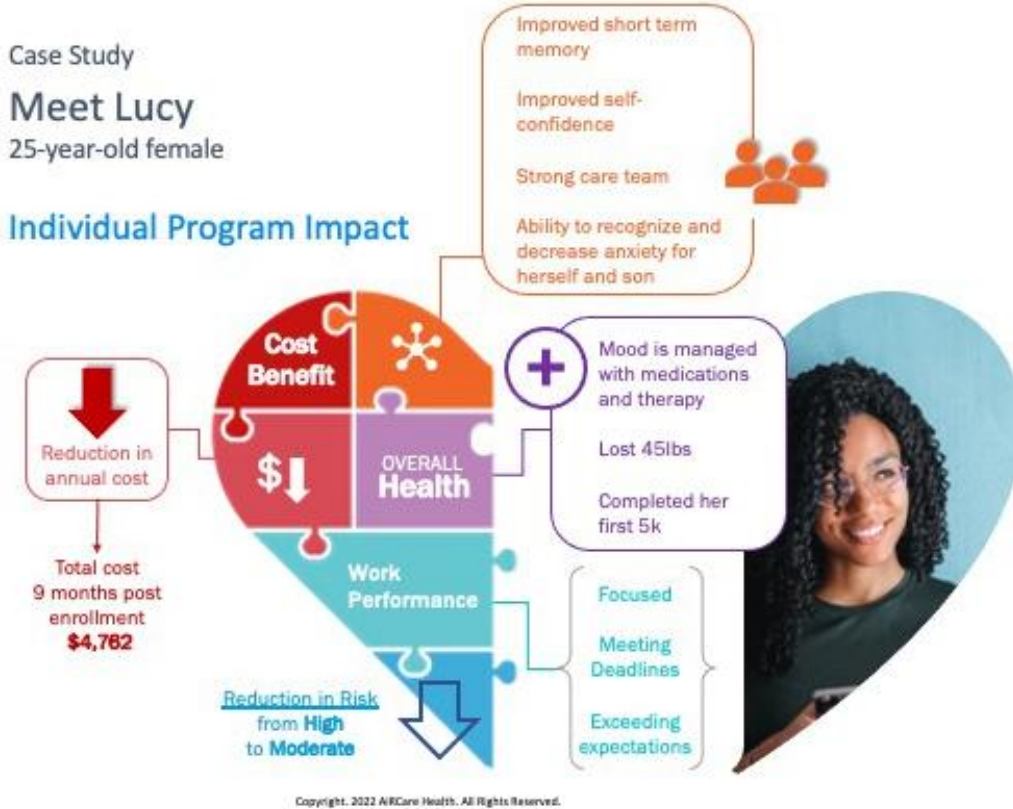 Case Study
Meet Lucy
25-year-old female
Individual Program Impact
Improved short term
memory
Improved self-
confidence
Strong care team
Ability to recognize and
decrease anxiety for
herself and son
Cost
Benefit
Reduction in
annual cost
Total cost
9 months post
enrollment
$4,762
$
OVERALL
Health
Mood is managed
with medications
and therapy
Lost 45lbs
Completed her
first 5k
Work
Performance
Focused
Meeting
Deadlines
Exceeding
expectations
Reduction in Risk
from High
to Moderate
Copyright. 2022 AiRCare Health. All Rights Reserved.